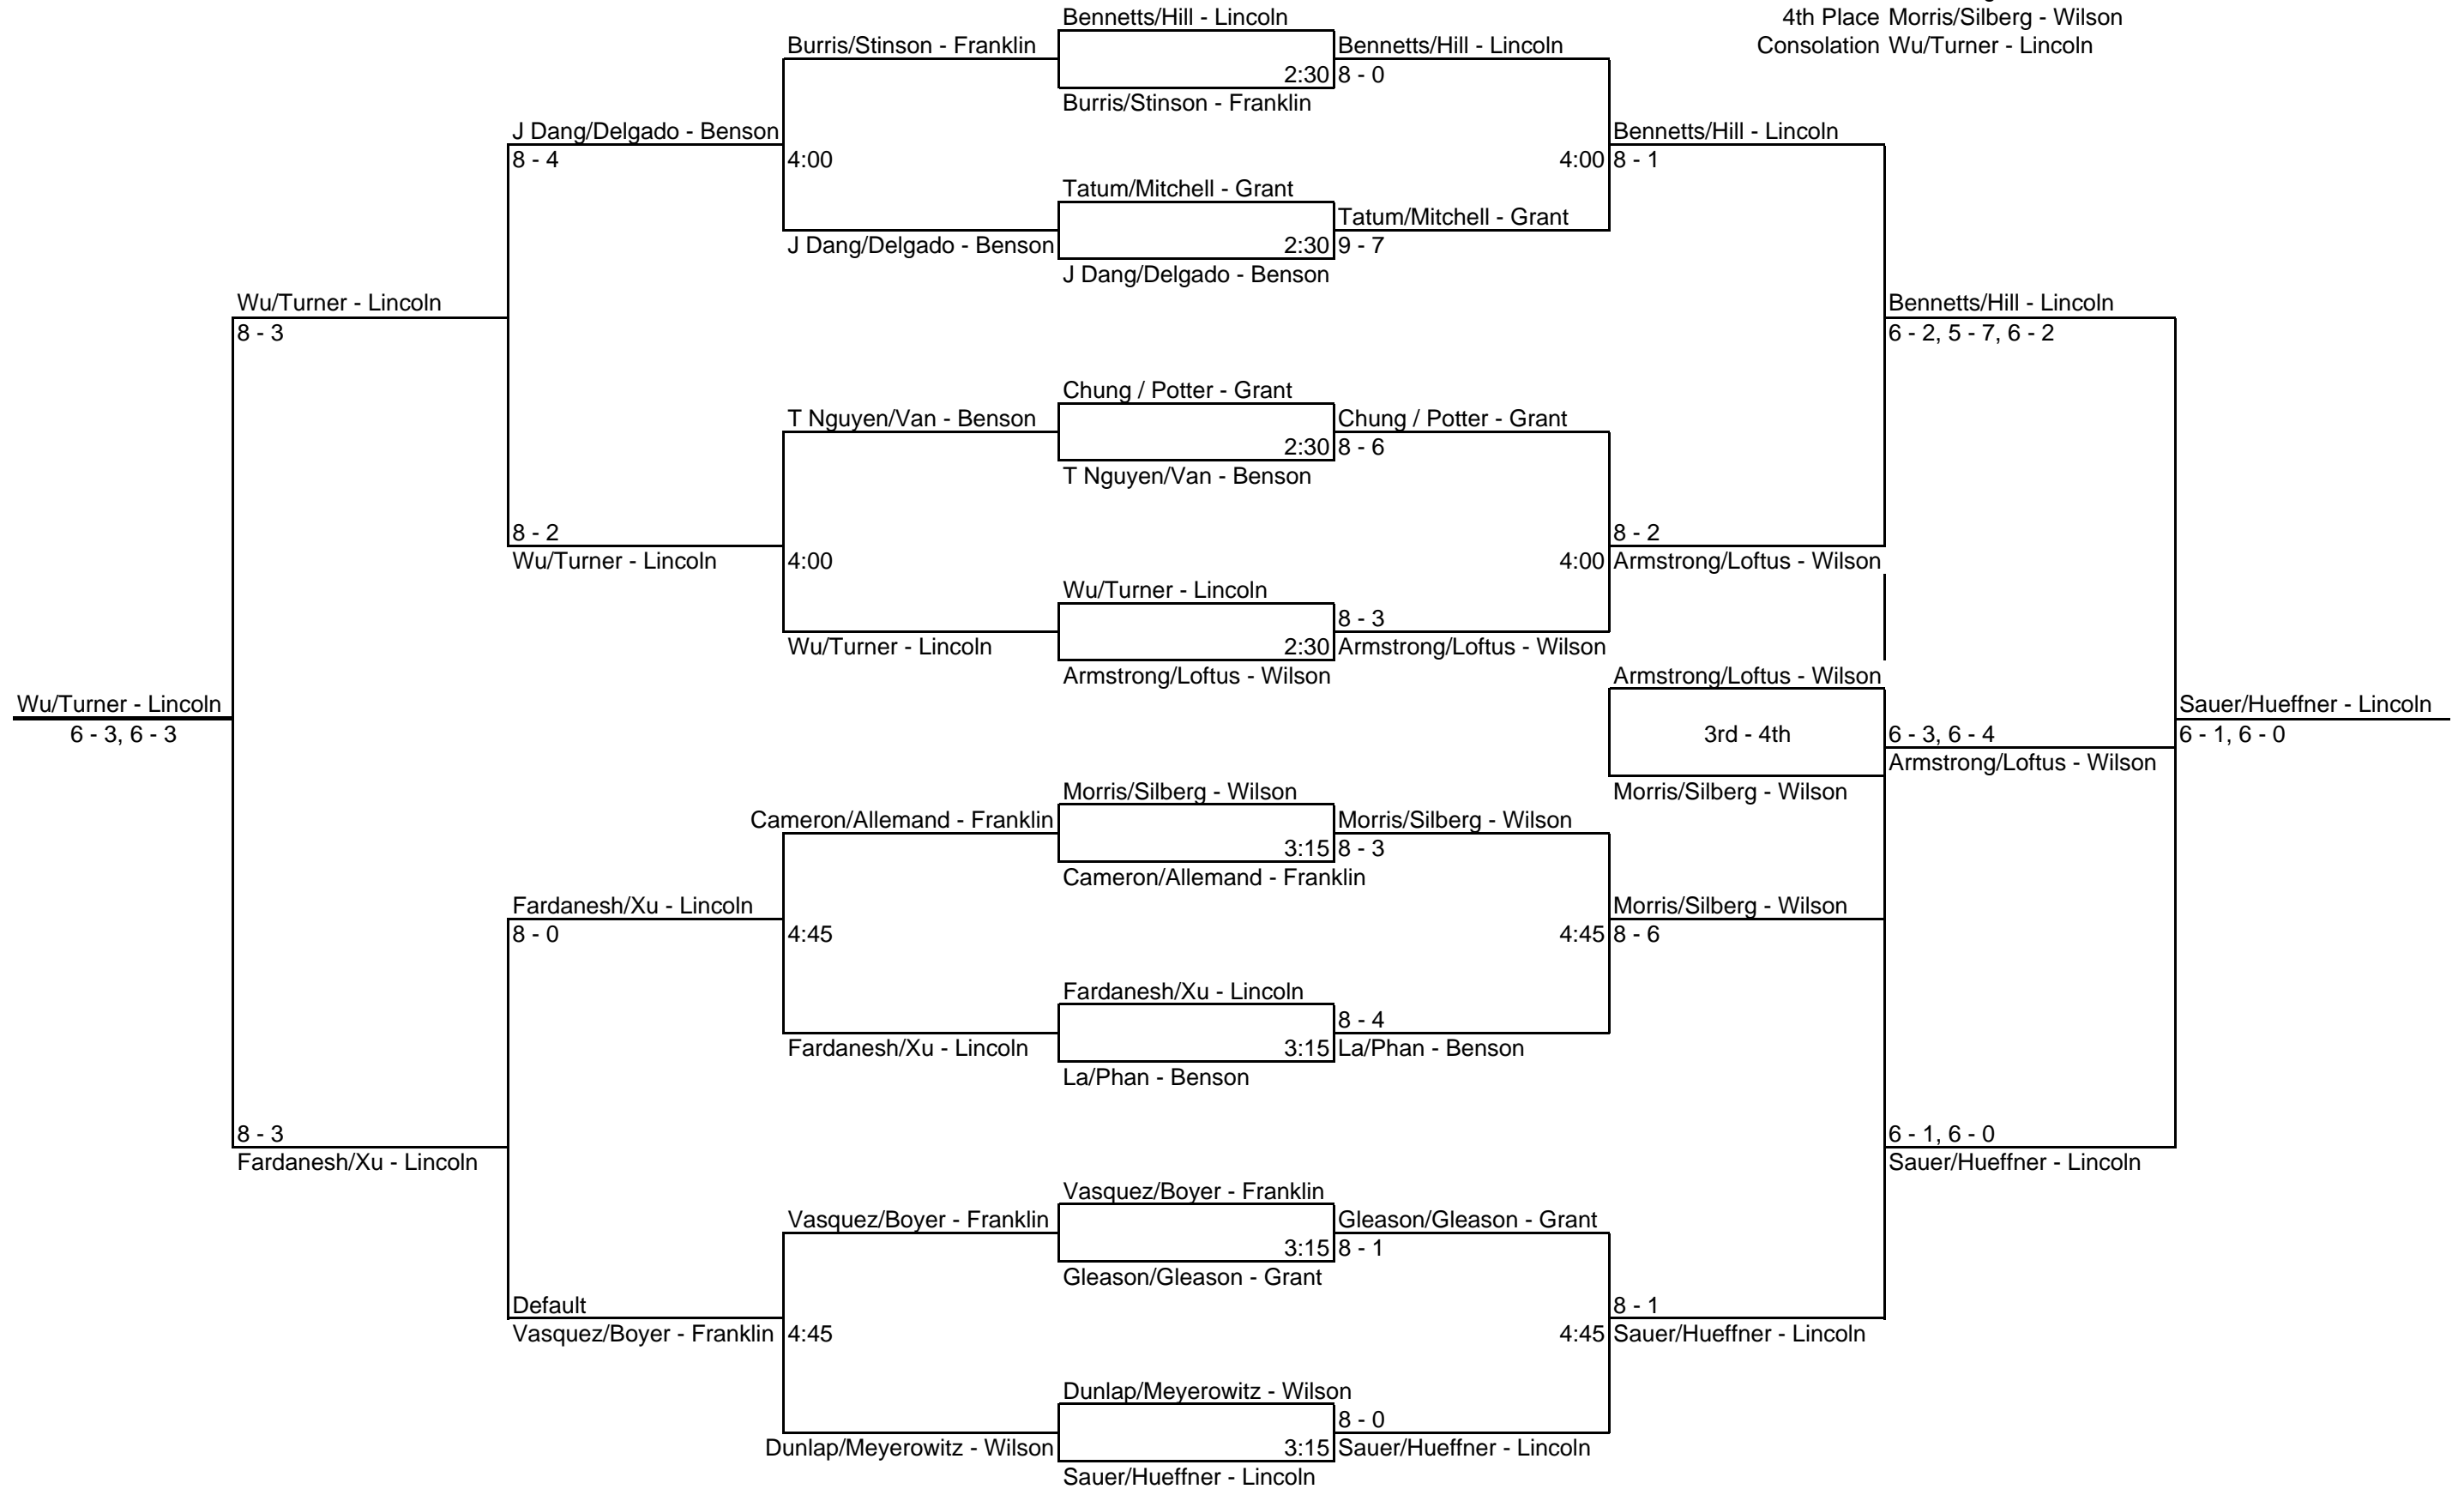 Bennetts/Hill - Lincoln
4th Place Morris/Silberg - Wilson
Burris/Stinson - Franklin
Bennetts/Hill - Lincoln
Consolation Wu/Turner - Lincoln
2:30 8 - 0
Burris/Stinson - Franklin
J Dang/Delgado - Benson
Bennetts/Hill - Lincoln
8 - 4
4:00
4:00 8 - 1
Tatum/Mitchell - Grant
Tatum/Mitchell - Grant
J Dang/Delgado - Benson
2:30 9 - 7
J Dang/Delgado - Benson
Wu/Turner - Lincoln
Bennetts/Hill - Lincoln
8 - 3
6 - 2, 5 - 7, 6 - 2
Chung / Potter - Grant
T Nguyen/Van - Benson
Chung / Potter - Grant
2:30 8 - 6
T Nguyen/Van - Benson
8 - 2
8 - 2
Wu/Turner - Lincoln
4:00
4:00 Armstrong/Loftus - Wilson
Wu/Turner - Lincoln
8 - 3
Wu/Turner - Lincoln
2:30 Armstrong/Loftus - Wilson
Armstrong/Loftus - Wilson
Armstrong/Loftus - Wilson
Wu/Turner - Lincoln
Sauer/Hueffner - Lincoln
6 - 3, 6 - 3
3rd - 4th
6 - 3, 6 - 4
6 - 1, 6 - 0
Armstrong/Loftus - Wilson
Morris/Silberg - Wilson
Morris/Silberg - Wilson
Cameron/Allemand - Franklin
Morris/Silberg - Wilson
3:15 8 - 3
Cameron/Allemand - Franklin
Fardanesh/Xu - Lincoln
Morris/Silberg - Wilson
8 - 0
4:45
4:45 8 - 6
Fardanesh/Xu - Lincoln
8 - 4
Fardanesh/Xu - Lincoln
3:15 La/Phan - Benson
La/Phan - Benson
8 - 3
6 - 1, 6 - 0
Fardanesh/Xu - Lincoln
Sauer/Hueffner - Lincoln
Vasquez/Boyer - Franklin
Vasquez/Boyer - Franklin
Gleason/Gleason - Grant
3:15 8 - 1
Gleason/Gleason - Grant
Default
8 - 1
Vasquez/Boyer - Franklin
4:45
4:45 Sauer/Hueffner - Lincoln
Dunlap/Meyerowitz - Wilson
8 - 0
Dunlap/Meyerowitz - Wilson
3:15 Sauer/Hueffner - Lincoln
Sauer/Hueffner - Lincoln